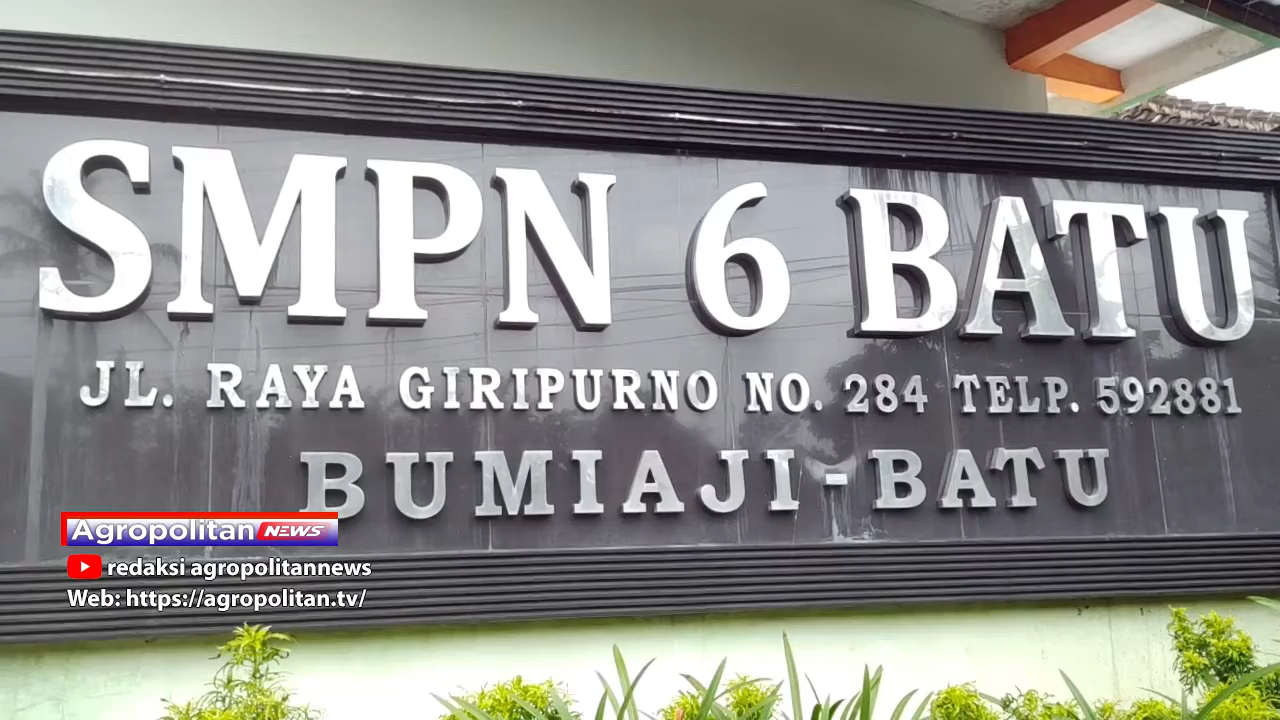 SMPN 6 BATU
JL. RAYA GIRIPURNO NO. 284 TELP. 592881
BUMIAJI-BATU
Agropolitan NEWS
redaksi agropolitannews
Web: https://agropolitan.tv/